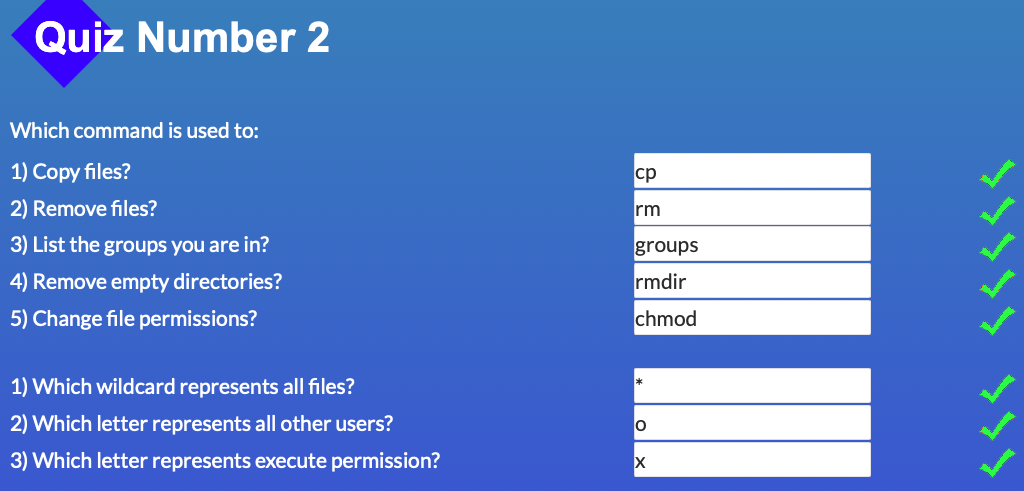 Quiz Number 2
Which command is used to:
1) Copy files? cp
2) Remove files? rm
3) List the groups you are in? groups
4) Remove empty directories? rmdir
5) Change file permissions? chmod
1) Which wildcard represents all files? *
2) Which letter represents all other users? o
3) Which letter represents execute permission? x